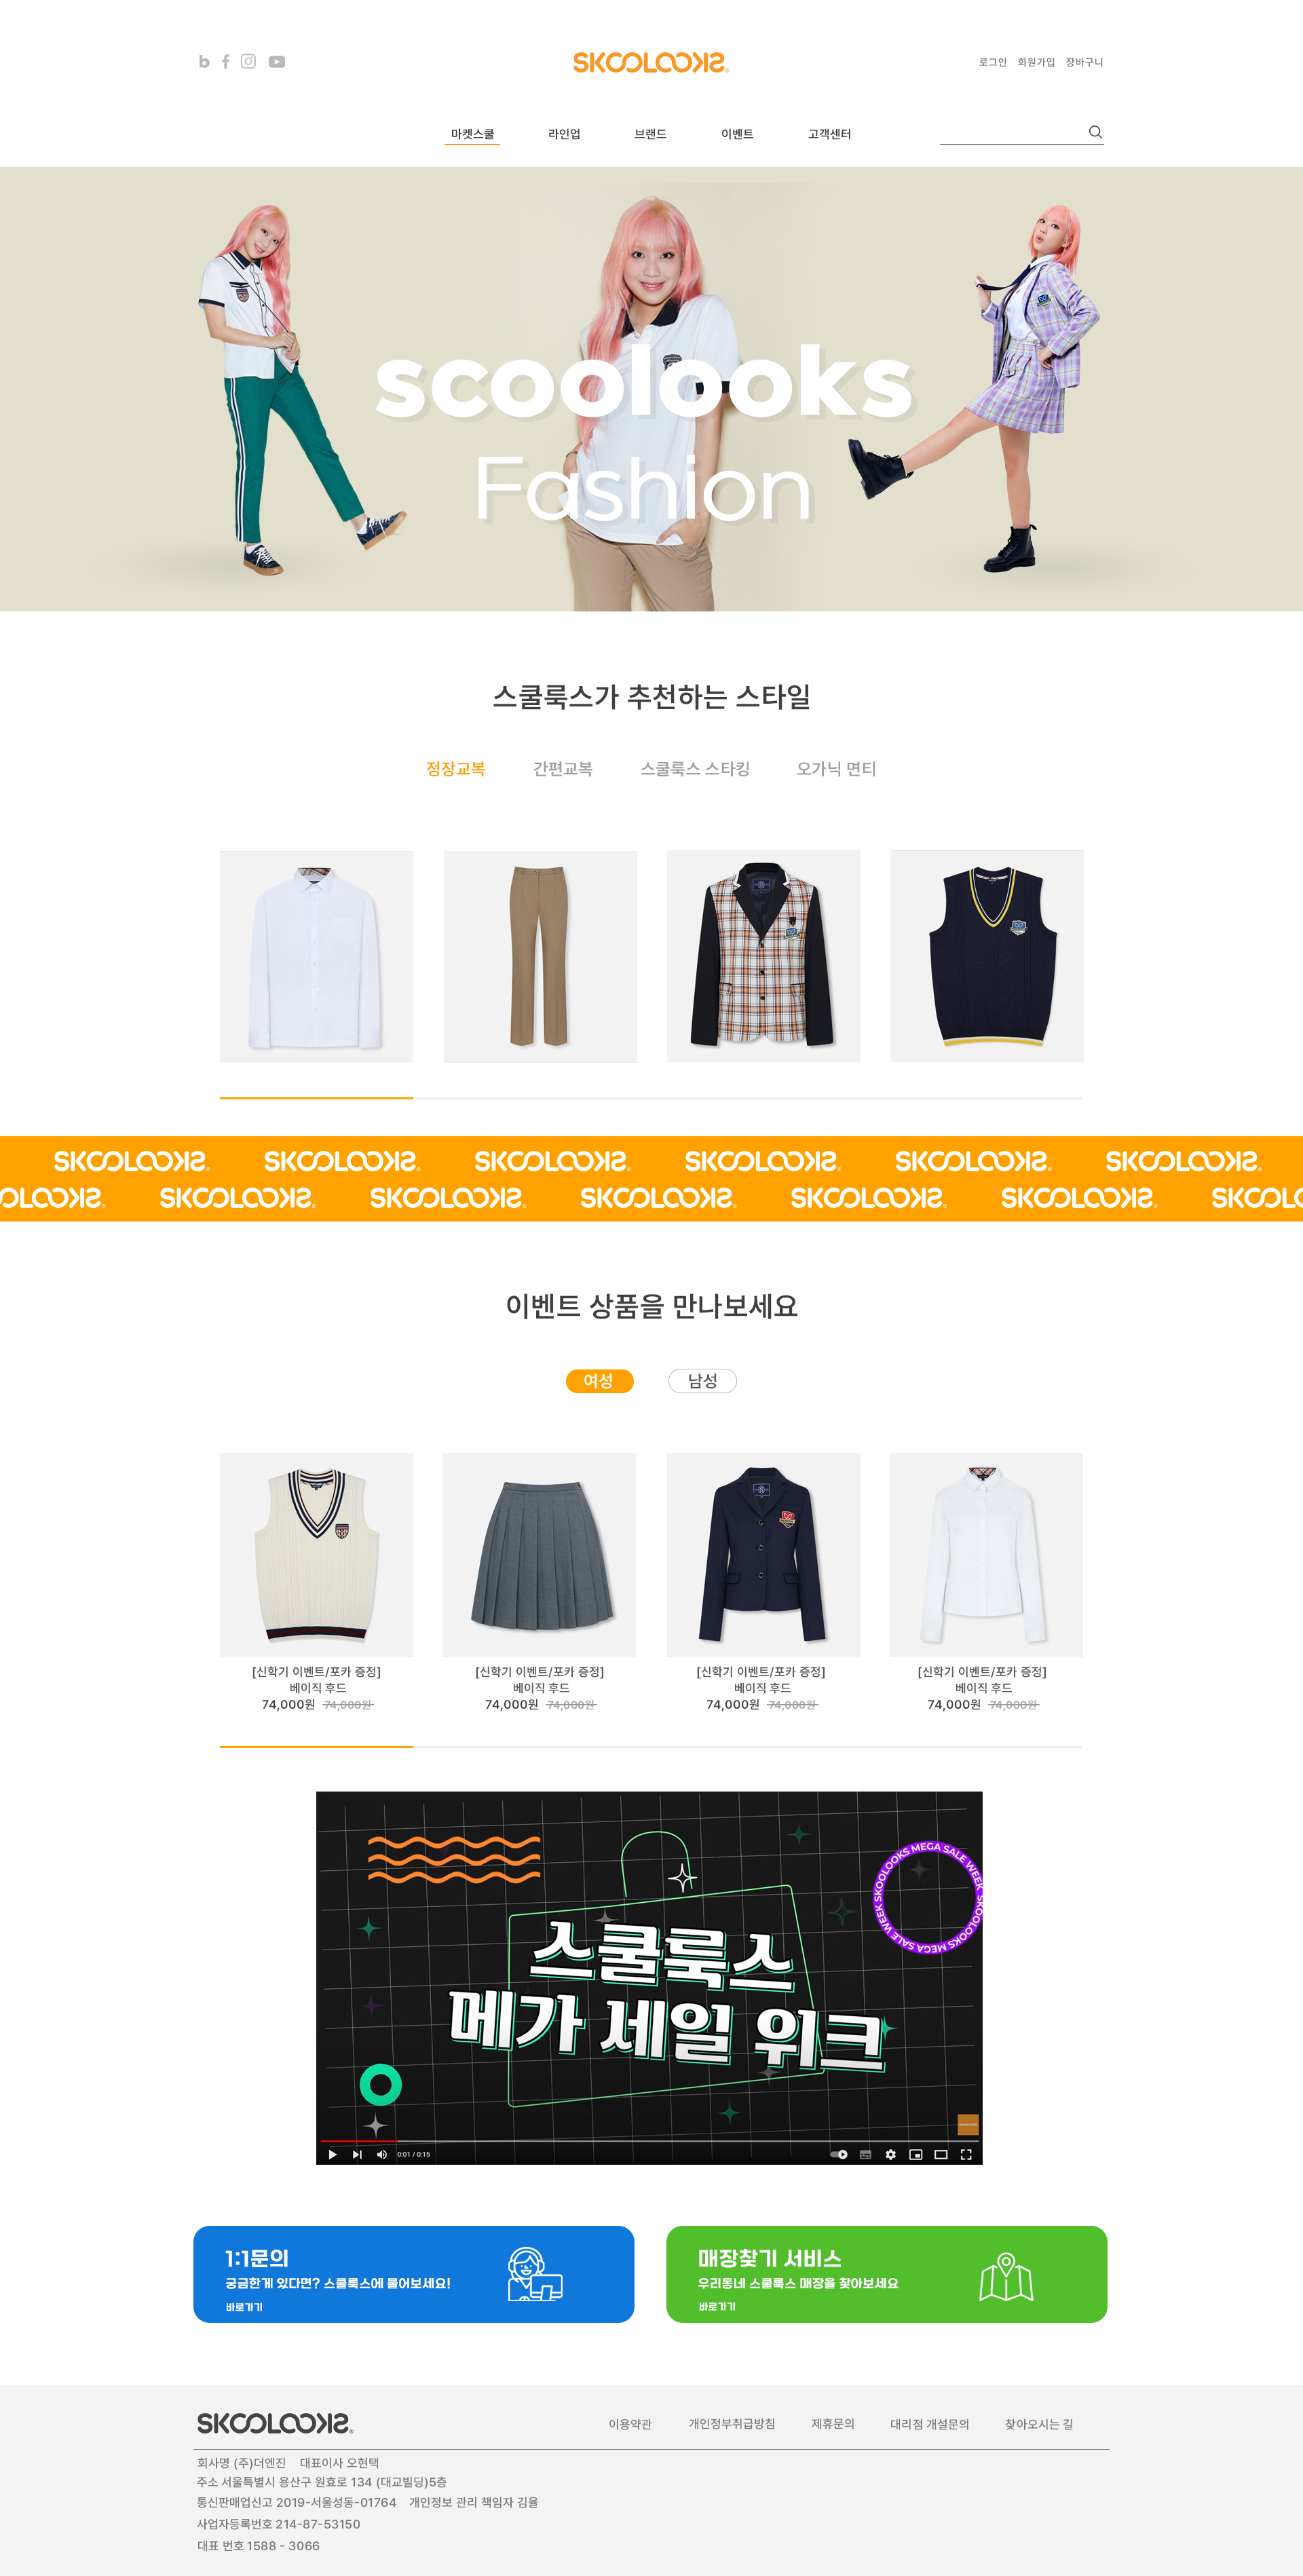 SKOOLOOKS
로그인 회원가입 장바구니
마켓스쿨 라인업 브랜드 이벤트 고객센터
scoolooks
Fashion
스쿨룩스가 추천하는 스타일
정장교복 간편교복 스쿨룩스 스타킹 오가닉 면티
SKOOLOOKS SKOOLOOKS SKOOLOOKS SKOOLOOKS SKOOLOOKS SKOOLOOKS
OLOOKS SKOOLOOKS SKOOLOOKS SKOOLOOKS SKOOLOOKS SKOOLOOKS SKOOLO
이벤트 상품을 만나보세요
여성 남성
[신학기 이벤트/포카 증정] [신학기 이벤트/포카 증정] [신학기 이벤트/포카 증정] [신학기 이벤트/포카 증정]
베이직 후드 베이직 후드 베이직 후드 베이직 후드
74,000원 74,000원 74,000원 74,000원 74,000원 74,000원 74,000원 74,000원
SKOOLOOKS MEGA SALE WEEK SKOOLOOKS MEGA SALE WEEK
스쿨룩스
메가 세일 위크
0:01 / 0:15
1:1문의
궁금한게 있다면? 스쿨룩스에 물어보세요!
바로가기
매장찾기 서비스
우리동네 스쿨룩스 매장을 찾아보세요
바로가기
SKOOLOOKS
이용약관 개인정부취급방침 제휴문의 대리점 개설문의 찾아오시는 길
회사명 (주)더엔진 대표이사 오현택
주소 서울특별시 용산구 원효로 134 (대교빌딩)5층
통신판매업신고 2019-서울성동-01764 개인정보 관리 책임자 김율
사업자등록번호 214-87-53150
대표 번호 1588 - 3066